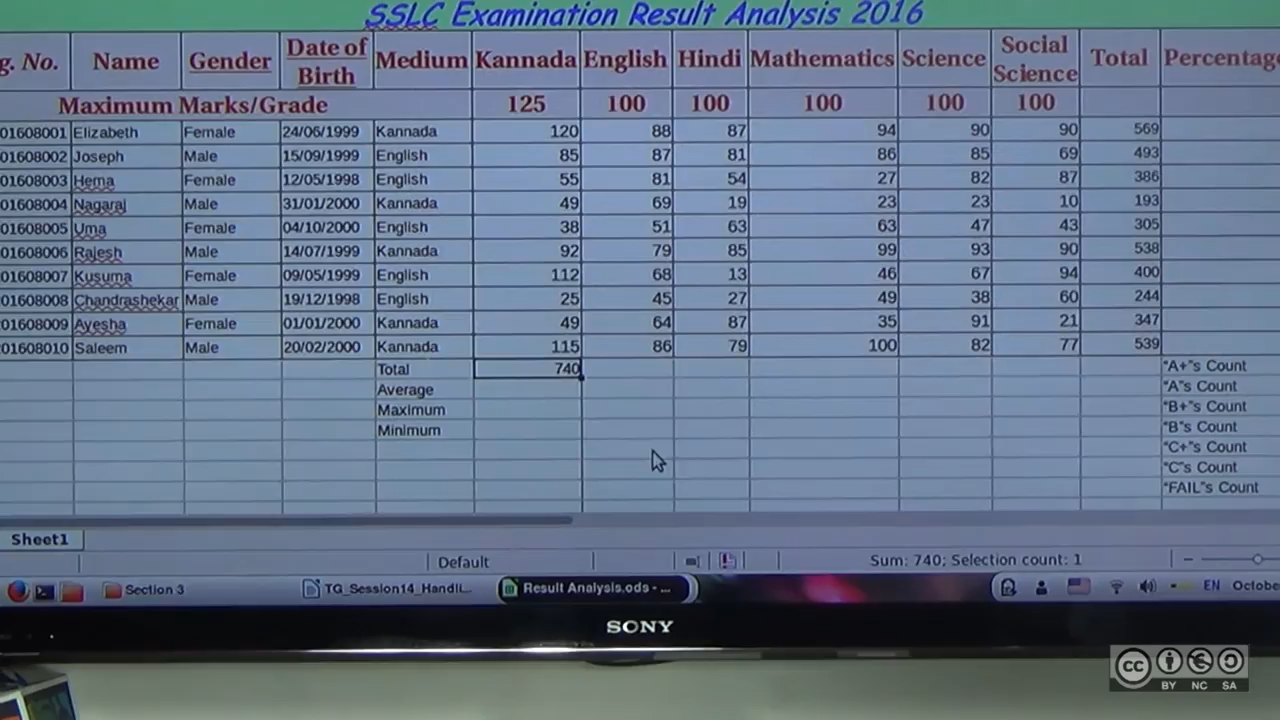 SSLC Examination Result Analysis 2016
g. No. Name Gender Date of Birth Medium Kannada English Hindi Mathematics Science Social Science Total Percentag
Maximum Marks/Grade 125 100 100 100 100 100
01608001 Elizabeth Female 24/06/1999 Kannada 120 88 87 94 90 90 569
01608002 Joseph Male 15/09/1999 English 85 87 81 86 85 69 493
01608003 Hema Female 12/05/1998 English 55 81 54 27 82 87 386
01608004 Nagaraj Male 31/01/2000 Kannada 49 69 19 23 23 10 193
01608005 Uma Female 04/10/2000 English 38 51 63 63 47 43 305
01608006 Rajesh Male 14/07/1999 Kannada 92 79 85 99 93 90 538
01608007 Kusuma Female 09/05/1999 English 112 68 13 46 67 94 400
01608008 Chandrashekar Male 19/12/1998 English 25 45 27 49 38 60 244
01608009 Ayesha Female 01/01/2000 Kannada 49 64 87 35 91 21 347
01608010 Saleem Male 20/02/2000 Kannada 115 86 79 100 82 77 539
Total 740 "A+"s Count
Average "A"s Count
Maximum "B+"s Count
Minimum "B"s Count
"C+"s Count
"C"s Count
"FAIL"s Count
Sheet1
Default Sum: 740; Selection count: 1
Section 3 TG_Session14_Handli... Result Analysis.ods - ... EN Octobe
SONY
cc
BY NC SA